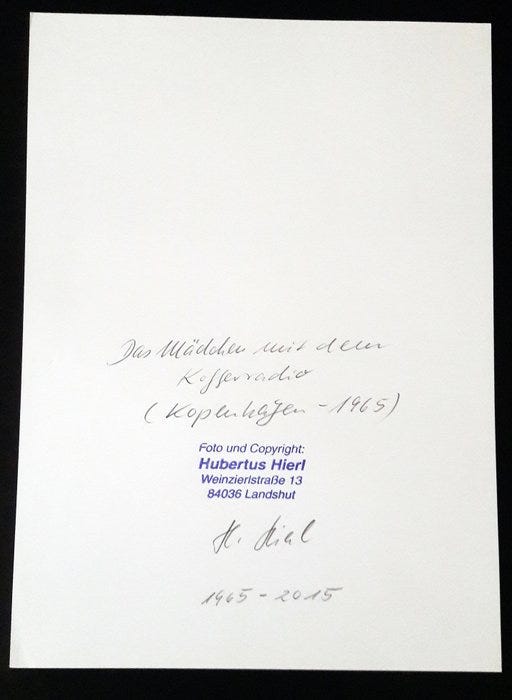 Das Mädchen mit dem
Kofferradio
(Kopenhagen - 1965)
Foto und Copyright:
Hubertus Hierl
Weinzierlstraße 13
84036 Landshut
H. Hierl
1965 - 2015